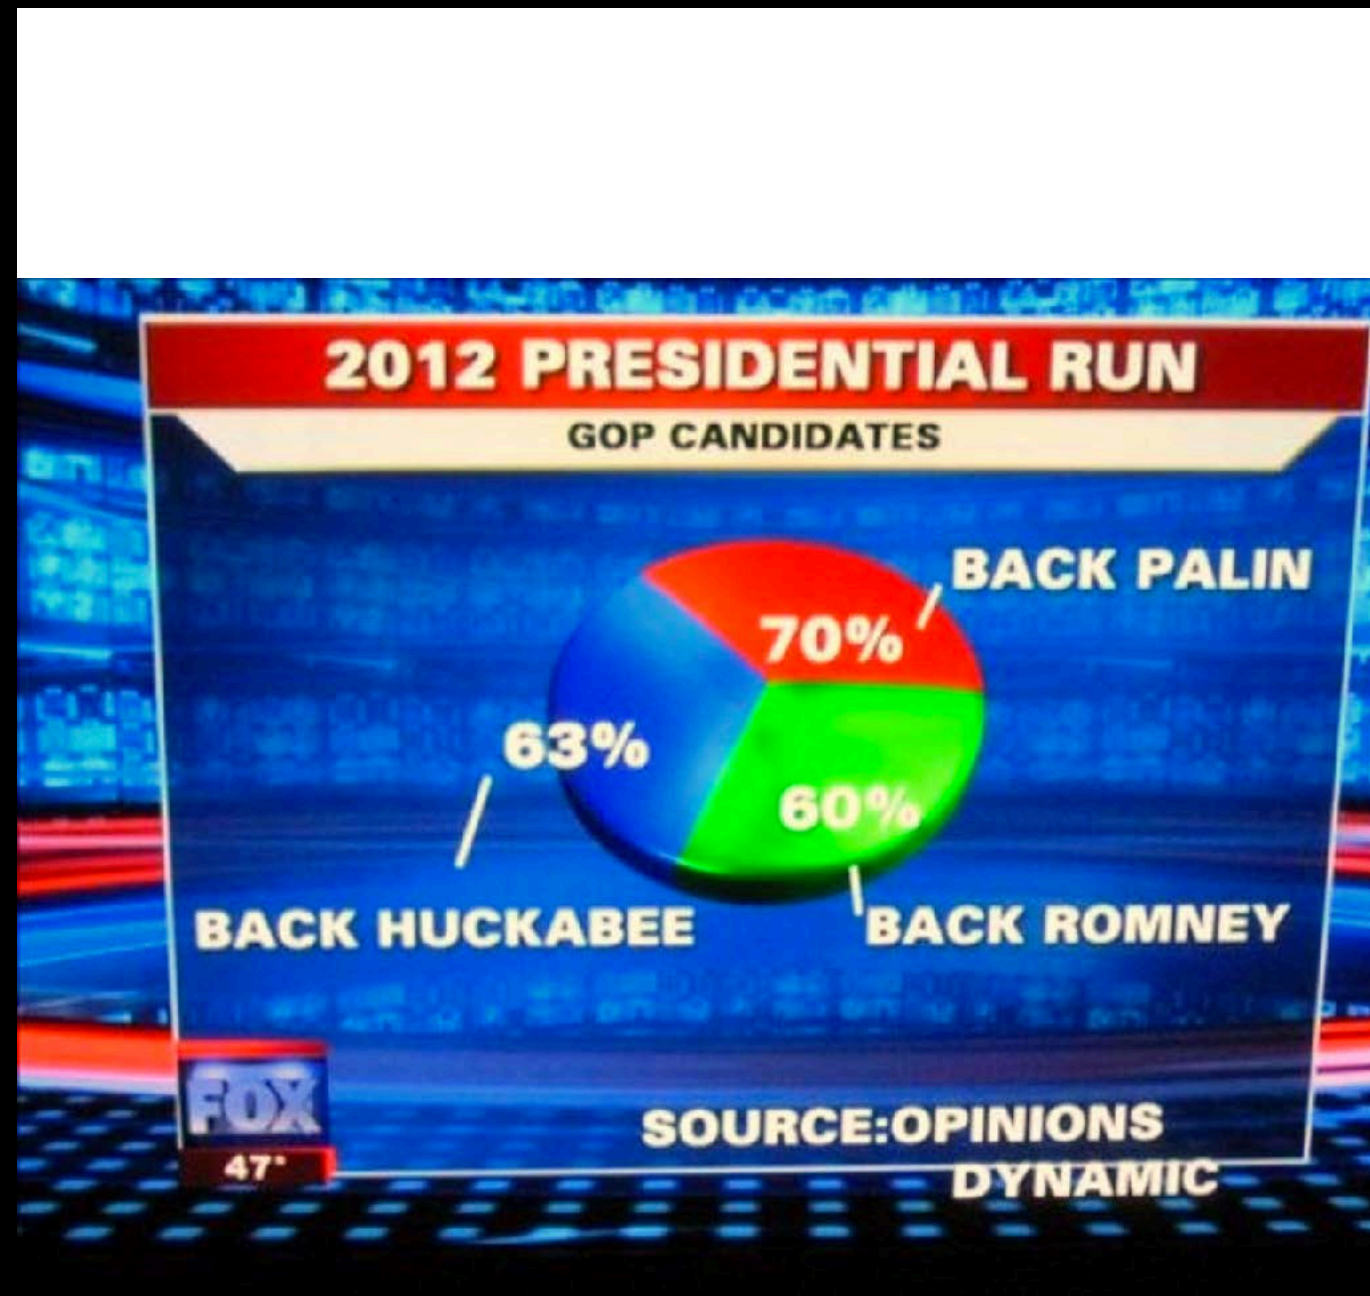 2012 PRESIDENTIAL RUN
GOP CANDIDATES
BACK PALIN
70%
63%
60%
BACK HUCKABEE
BACK ROMNEY
FOX
47°
SOURCE:OPINIONS
DYNAMIC